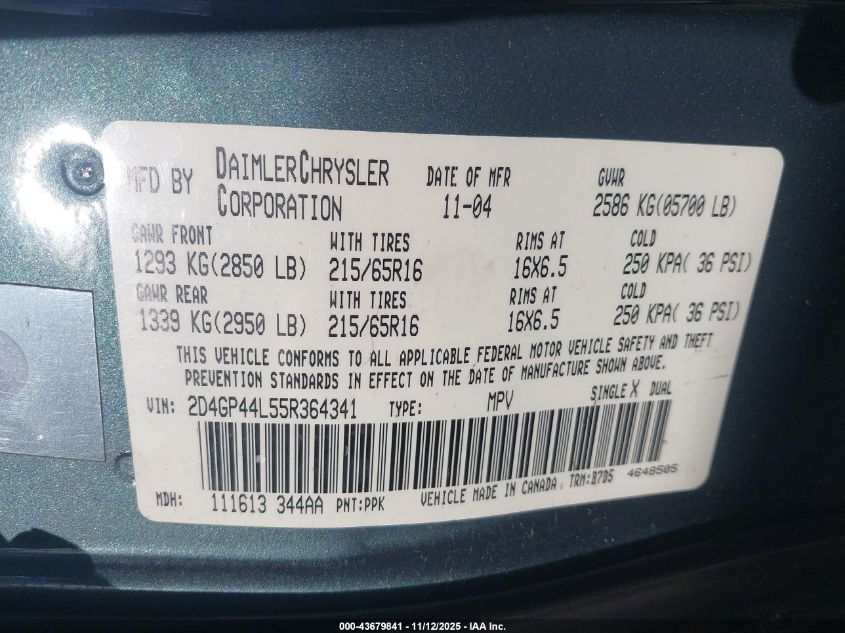 MFD BY DAIMLERCHRYSLER CORPORATION DATE OF MFR 11-04 GVWR 2586 KG(05700 LB)
GAWR FRONT WITH TIRES RIMS AT COLD
1293 KG(2850 LB) 215/65R16 16X6.5 250 KPA( 36 PSI)
GAWR REAR WITH TIRES RIMS AT COLD
1339 KG(2950 LB) 215/65R16 16X6.5 250 KPA( 36 PSI)
THIS VEHICLE CONFORMS TO ALL APPLICABLE FEDERAL MOTOR VEHICLE SAFETY AND THEFT
PREVENTION STANDARDS IN EFFECT ON THE DATE OF MANUFACTURE SHOWN ABOVE.
VIN: 2D4GP44L55R364341 TYPE: MPV SINGLE X DUAL
MDH: 111613 344AA PNT:PPK VEHICLE MADE IN CANADA TRM:B7D5 4648505
000-43679841 - 11/12/2025 - IAA Inc.